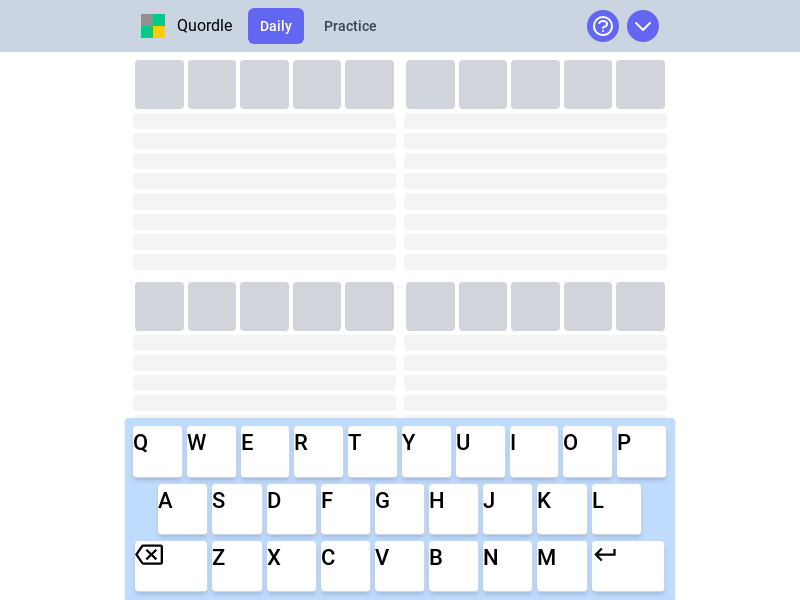 Quordle Daily Practice
Q W E R T Y U I O P
A S D F G H J K L
Z X C V B N M